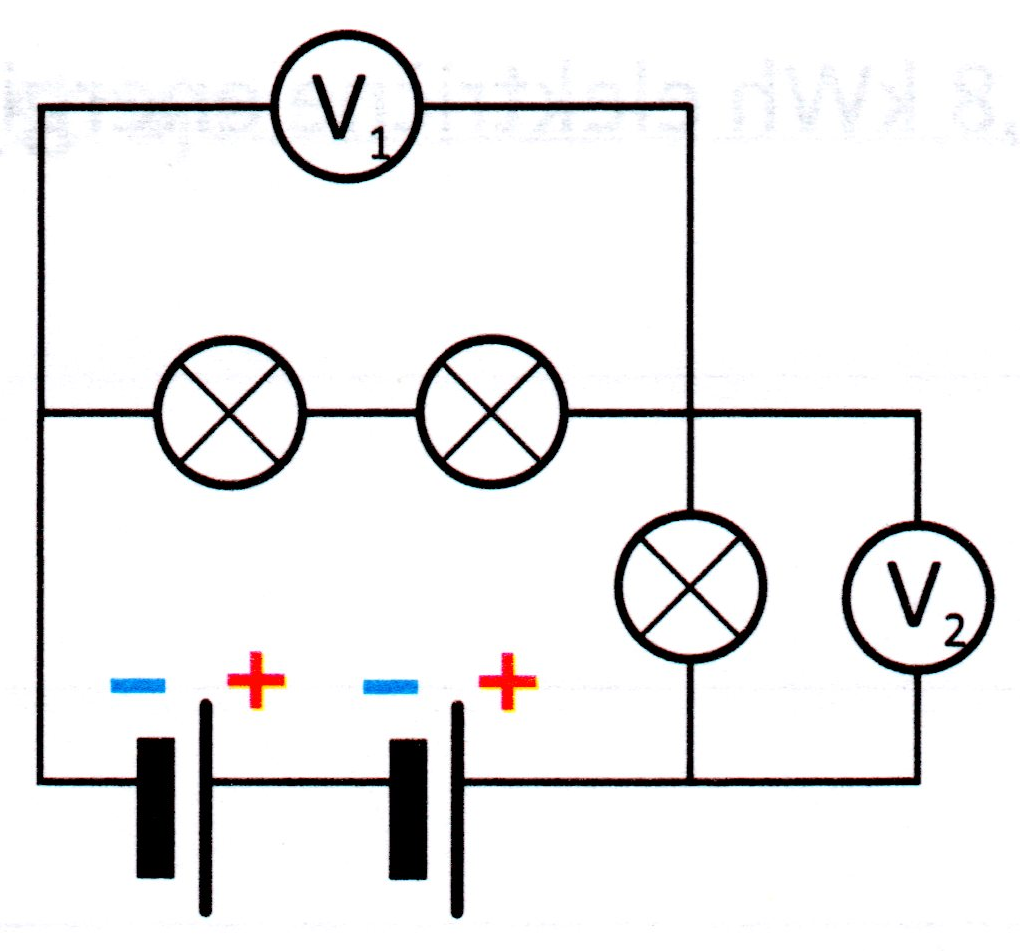 V1
V2
− + − +